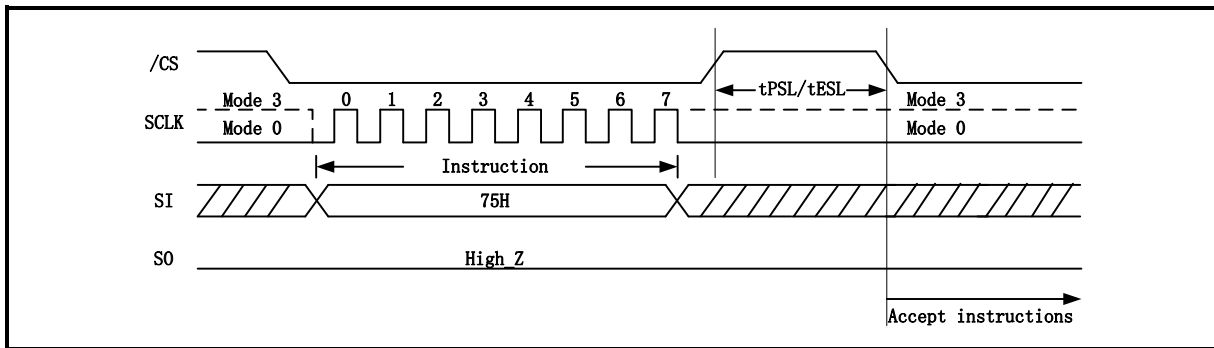 /CS
tPSL/tESL
Mode 3 0 1 2 3 4 5 6 7 Mode 3
SCLK
Mode 0 Mode 0
Instruction
SI 75H
SO High_Z
Accept instructions